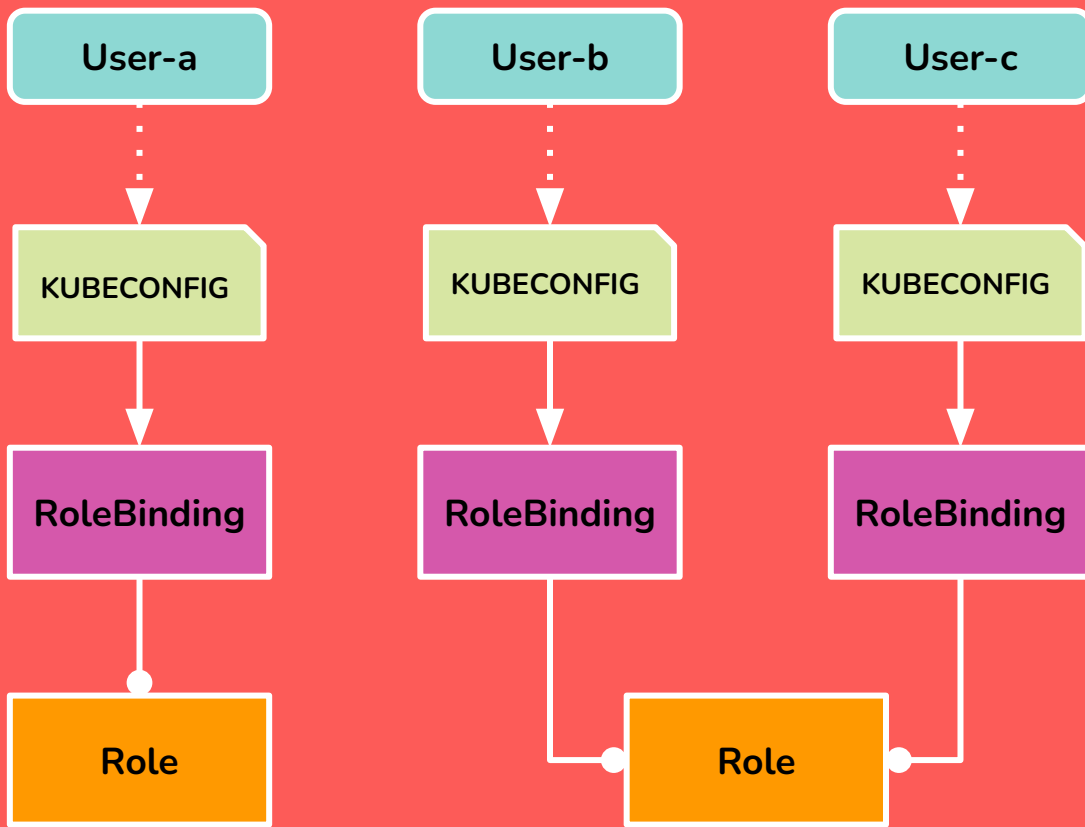 User-a
User-b
User-c
KUBECONFIG
KUBECONFIG
KUBECONFIG
RoleBinding
RoleBinding
RoleBinding
Role
Role